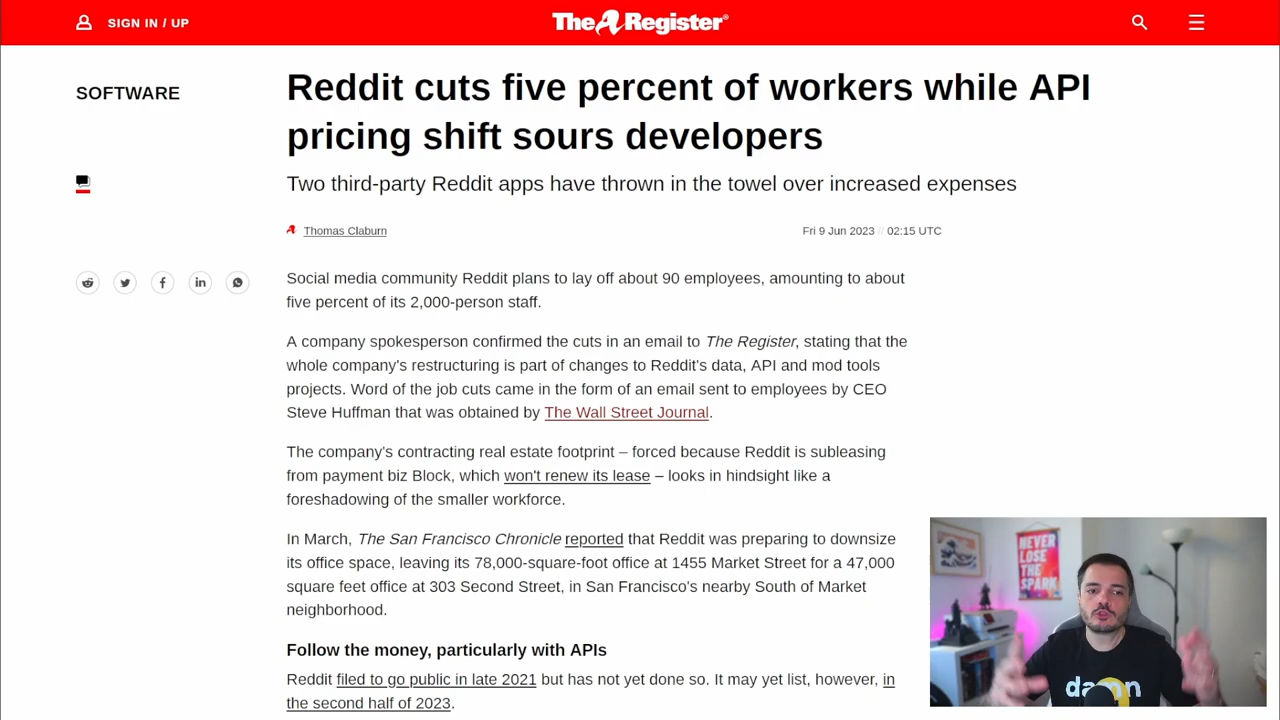 SIGN IN / UP
The Register®
SOFTWARE
Reddit cuts five percent of workers while API
pricing shift sours developers
Two third-party Reddit apps have thrown in the towel over increased expenses
Thomas Claburn
Fri 9 Jun 2023 // 02:15 UTC
Social media community Reddit plans to lay off about 90 employees, amounting to about
five percent of its 2,000-person staff.
A company spokesperson confirmed the cuts in an email to The Register, stating that the
whole company's restructuring is part of changes to Reddit's data, API and mod tools
projects. Word of the job cuts came in the form of an email sent to employees by CEO
Steve Huffman that was obtained by The Wall Street Journal.
The company's contracting real estate footprint – forced because Reddit is subleasing
from payment biz Block, which won't renew its lease – looks in hindsight like a
foreshadowing of the smaller workforce.
In March, The San Francisco Chronicle reported that Reddit was preparing to downsize
its office space, leaving its 78,000-square-foot office at 1455 Market Street for a 47,000
square feet office at 303 Second Street, in San Francisco's nearby South of Market
neighborhood.
Follow the money, particularly with APIs
Reddit filed to go public in late 2021 but has not yet done so. It may yet list, however, in
the second half of 2023.
NEVER
LOSE
THE
SPARK